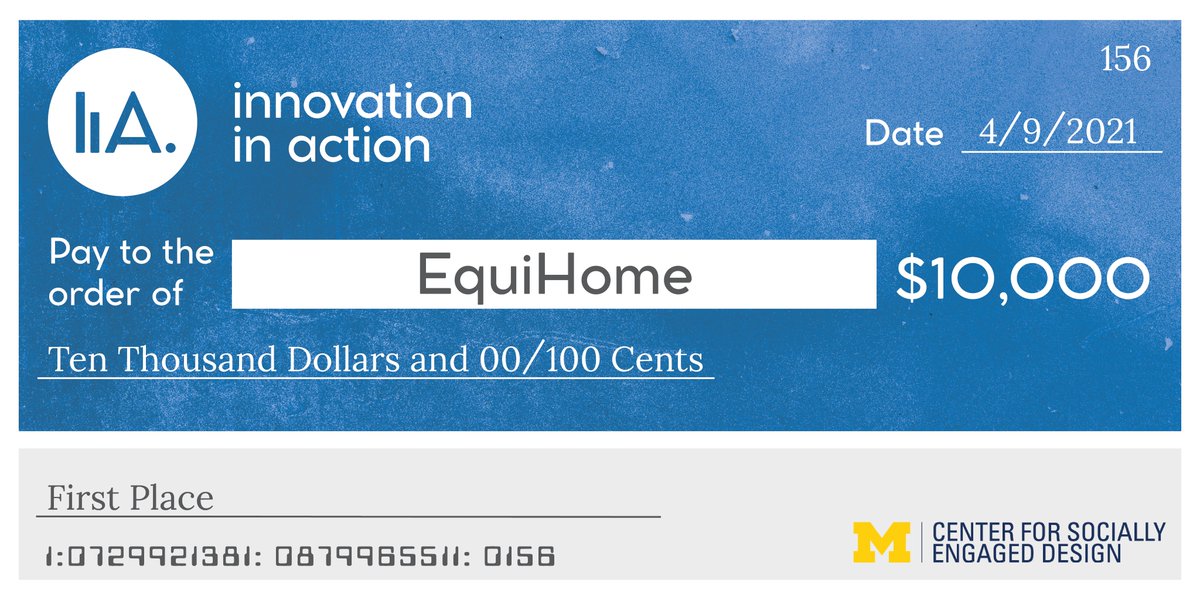 156
IIA.
innovation
in action
Date 4/9/2021
Pay to the
order of
EquiHome
$10,000
Ten Thousand Dollars and 00/100 Cents
First Place
1:0729921381: 0879965511: 0156
M
CENTER FOR SOCIALLY
ENGAGED DESIGN